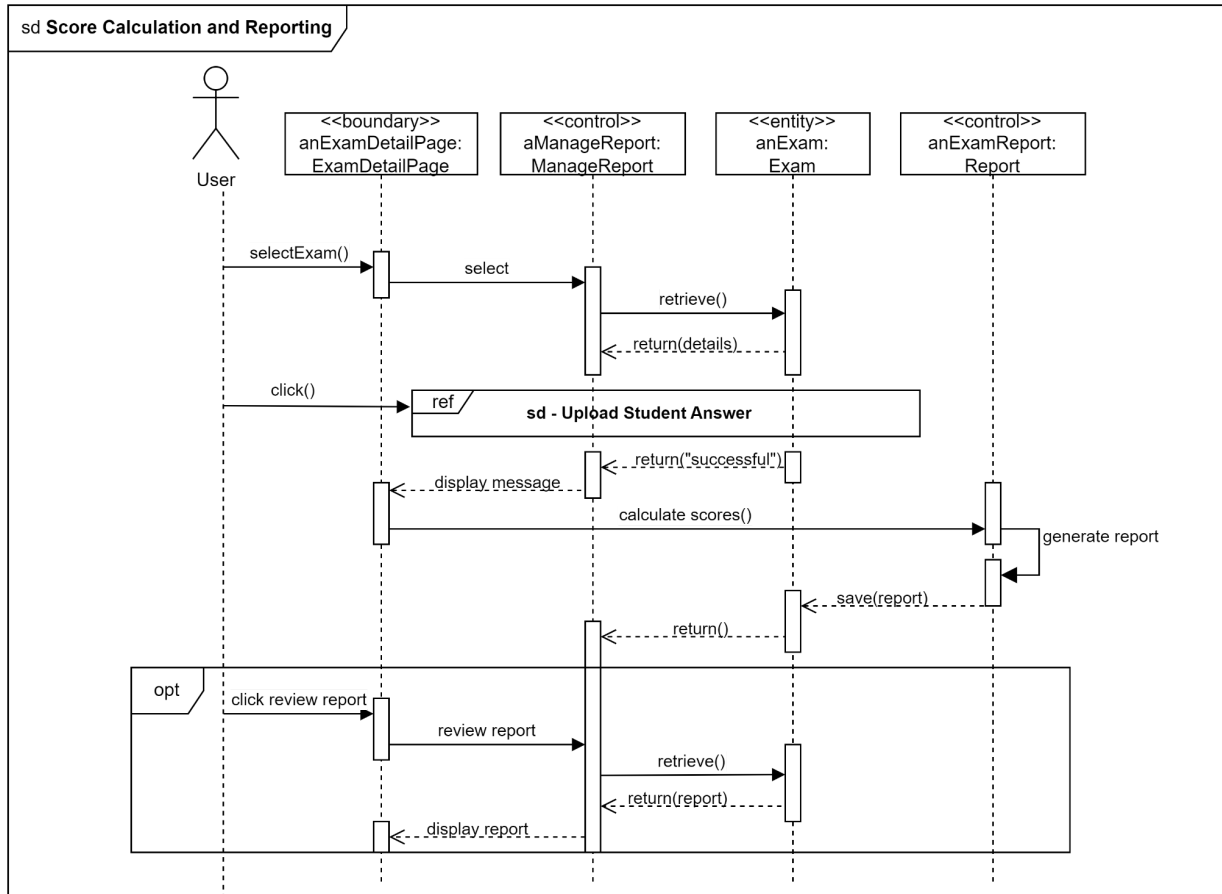 sd Score Calculation and Reporting
User
<<boundary>>
anExamDetailPage:
ExamDetailPage
<<control>>
aManageReport:
ManageReport
<<entity>>
anExam:
Exam
<<control>>
anExamReport:
Report
selectExam()
select
retrieve()
return(details)
click()
ref
sd - Upload Student Answer
return("successful")
display message
calculate scores()
generate report
save(report)
return()
opt
click review report
review report
retrieve()
return(report)
display report